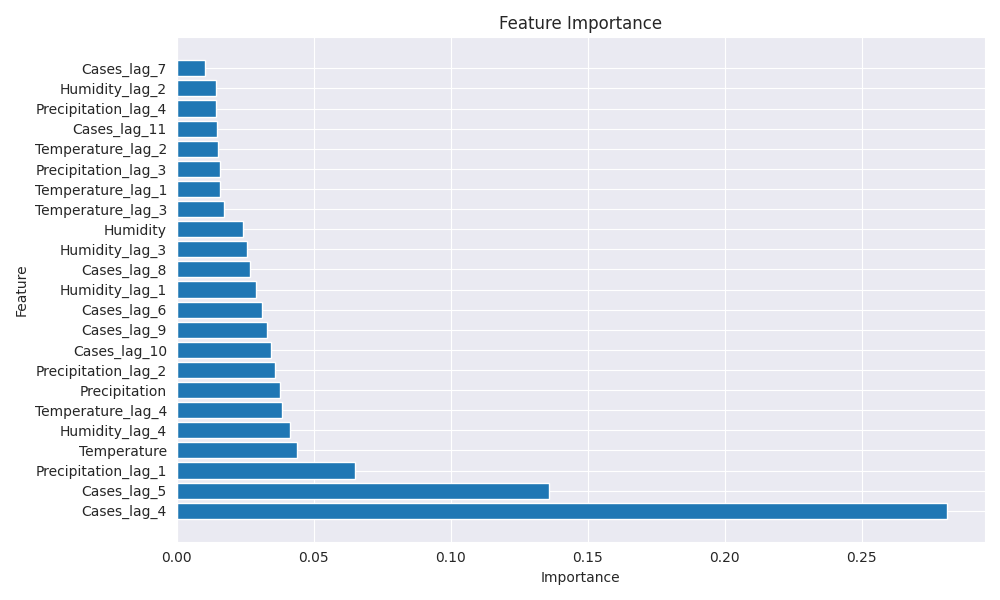 Feature Importance
Cases_lag_7
Humidity_lag_2
Precipitation_lag_4
Cases_lag_11
Temperature_lag_2
Precipitation_lag_3
Temperature_lag_1
Temperature_lag_3
Humidity
Humidity_lag_3
Cases_lag_8
Humidity_lag_1
Cases_lag_6
Cases_lag_9
Cases_lag_10
Precipitation_lag_2
Precipitation
Temperature_lag_4
Humidity_lag_4
Temperature
Precipitation_lag_1
Cases_lag_5
Cases_lag_4
Feature
0.00 0.05 0.10 0.15 0.20 0.25
Importance